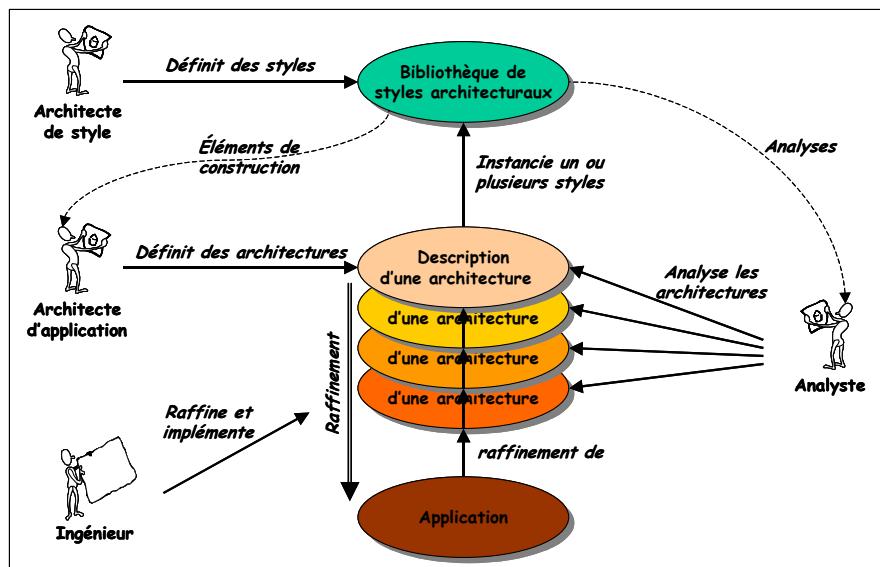 Définit des styles
Bibliothèque de
styles architecturaux
Architecte
de style
Éléments de
construction
Instancie un ou
plusieurs styles
Analyses
Définit des architectures
Description
d'une architecture
Analyse les
architectures
Architecte
d'application
d'une architecture
d'une architecture
d'une architecture
Raffinement
Analyste
Raffine et
implémente
raffinement de
Ingénieur
Application